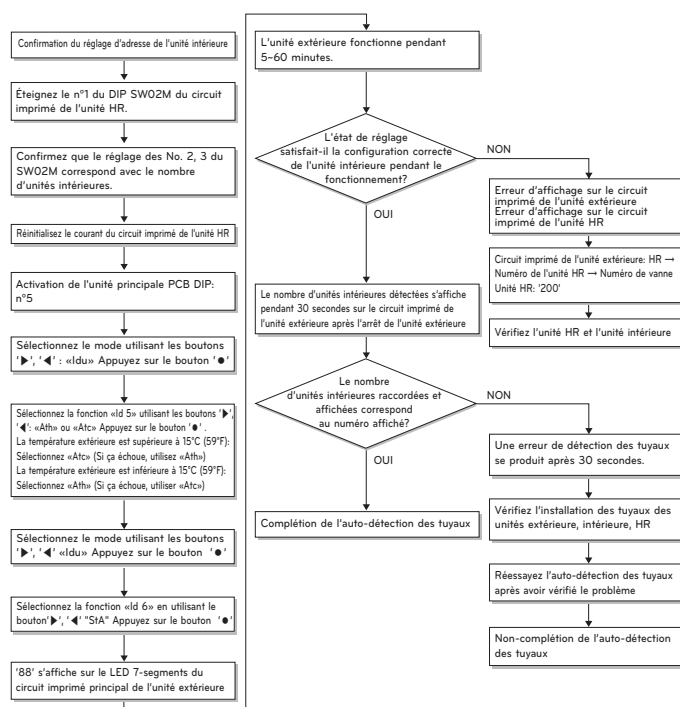 Confirmation du réglage d'adresse de l'unité intérieure
Éteignez le n°1 du DIP SW02M du circuit
imprimé de l'unité HR.
Confirmez que le réglage des No. 2, 3 du
SW02M correspond avec le nombre
d'unités intérieures.
Réinitialisez le courant du circuit imprimé de l'unité HR
Activation de l'unité principale PCB DIP:
n°5
Sélectionnez le mode utilisant les boutons
'▶', '◀' : «Idu» Appuyez sur le bouton '●'
Sélectionnez la fonction «Id 5» utilisant les boutons '▶',
'◀': «Ath» ou «Atc» Appuyez sur le bouton '●' .
La température extérieure est supérieure à 15°C (59°F):
Sélectionnez «Atc» (Si ça échoue, utilisez «Ath»)
La température extérieure est inférieure à 15°C (59°F):
Sélectionnez «Ath» (Si ça échoue, utiliser «Atc»)
Sélectionnez le mode utilisant les boutons
'▶', '◀' «Idu» Appuyez sur le bouton '●'
Sélectionnez la fonction «Id 6» en utilisant le
bouton'▶', '◀' "StA" Appuyez sur le bouton '●'
'88' s'affiche sur le LED 7-segments du
circuit imprimé principal de l'unité extérieure
L'unité extérieure fonctionne pendant
5~60 minutes.
L'état de réglage
satisfait-il la configuration correcte
de l'unité intérieure pendant le
fonctionnement?
NON
OUI
Erreur d'affichage sur le circuit
imprimé de l'unité extérieure
Erreur d'affichage sur le circuit
imprimé de l'unité HR
Circuit imprimé de l'unité extérieure: HR →
Numéro de l'unité HR → Numéro de vanne
Unité HR: '200'
Vérifiez l'unité HR et l'unité intérieure
Le nombre d'unités intérieures détectées s'affiche
pendant 30 secondes sur le circuit imprimé de
l'unité extérieure après l'arrêt de l'unité extérieure
Le nombre
d'unités intérieures raccordées et
affichées correspond
au numéro affiché?
NON
OUI
Complétion de l'auto-détection des tuyaux
Une erreur de détection des tuyaux
se produit après 30 secondes.
Vérifiez l'installation des tuyaux des
unités extérieure, intérieure, HR
Réessayez l'auto-détection des tuyaux
après avoir vérifié le problème
Non-complétion de l'auto-détection
des tuyaux